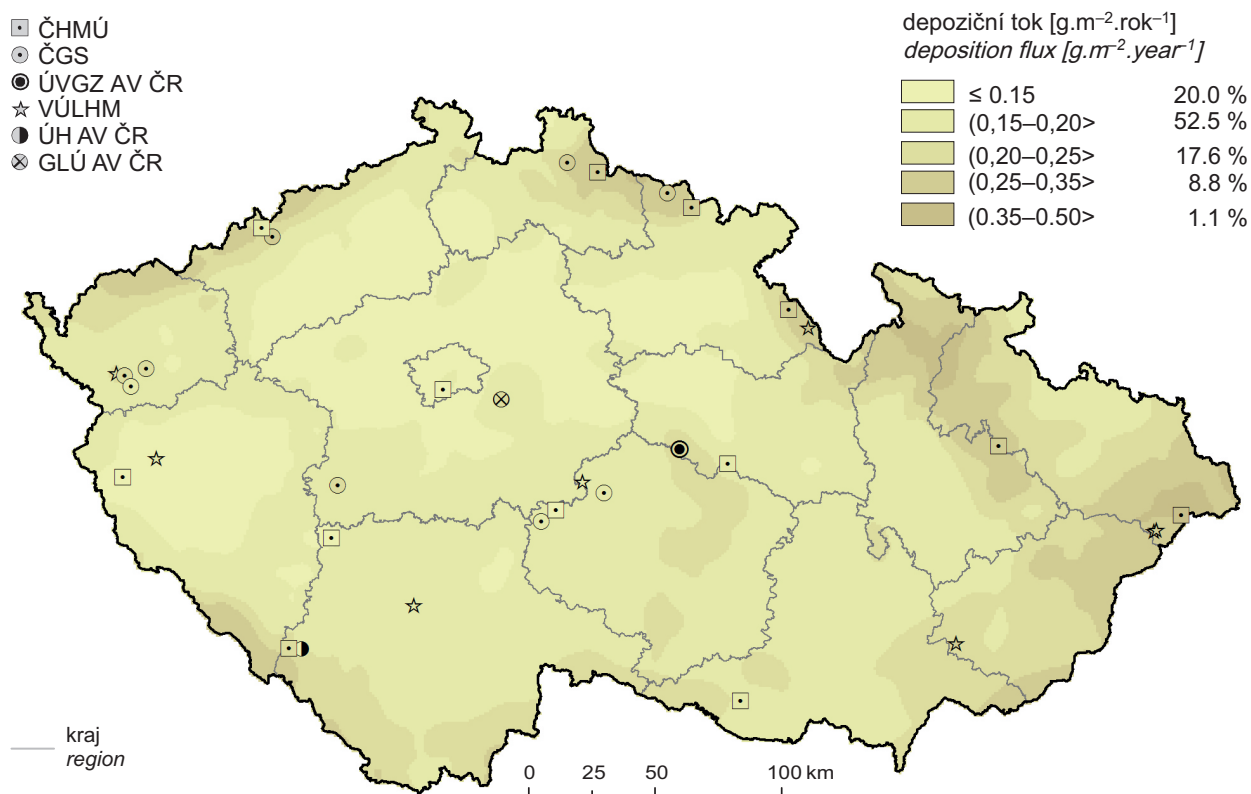 ČHMÚ
ČGS
ÚVGZ AV ČR
VÚLHM
ÚH AV ČR
GLÚ AV ČR
depoziční tok [g.m⁻².rok⁻¹]
deposition flux [g.m⁻².year⁻¹]
≤ 0.15 20.0 %
(0,15–0,20> 52.5 %
(0,20–0,25> 17.6 %
(0,25–0,35> 8.8 %
(0.35–0.50> 1.1 %
kraj
region
0 25 50 100 km